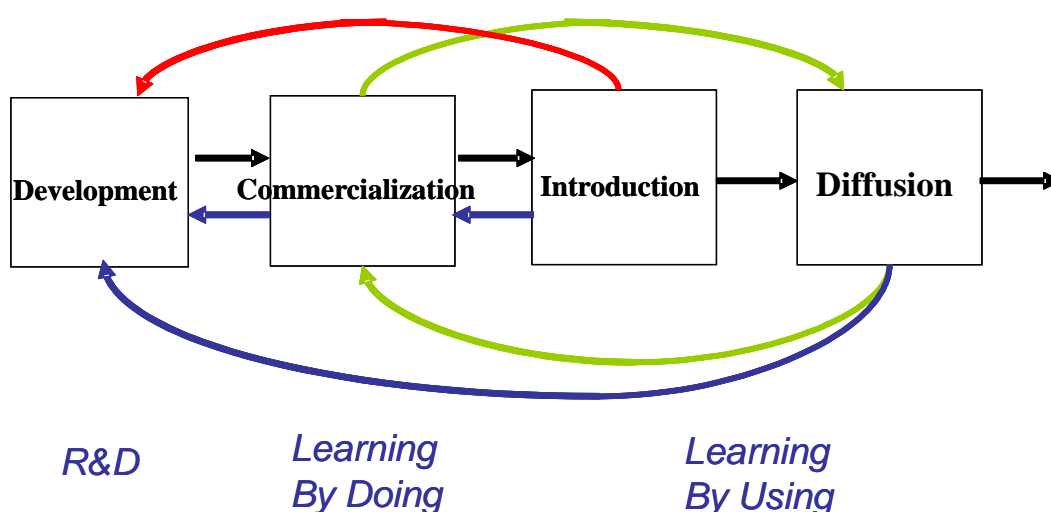 Development
Commercialization
Introduction
Diffusion
R&D
Learning
By Doing
Learning
By Using